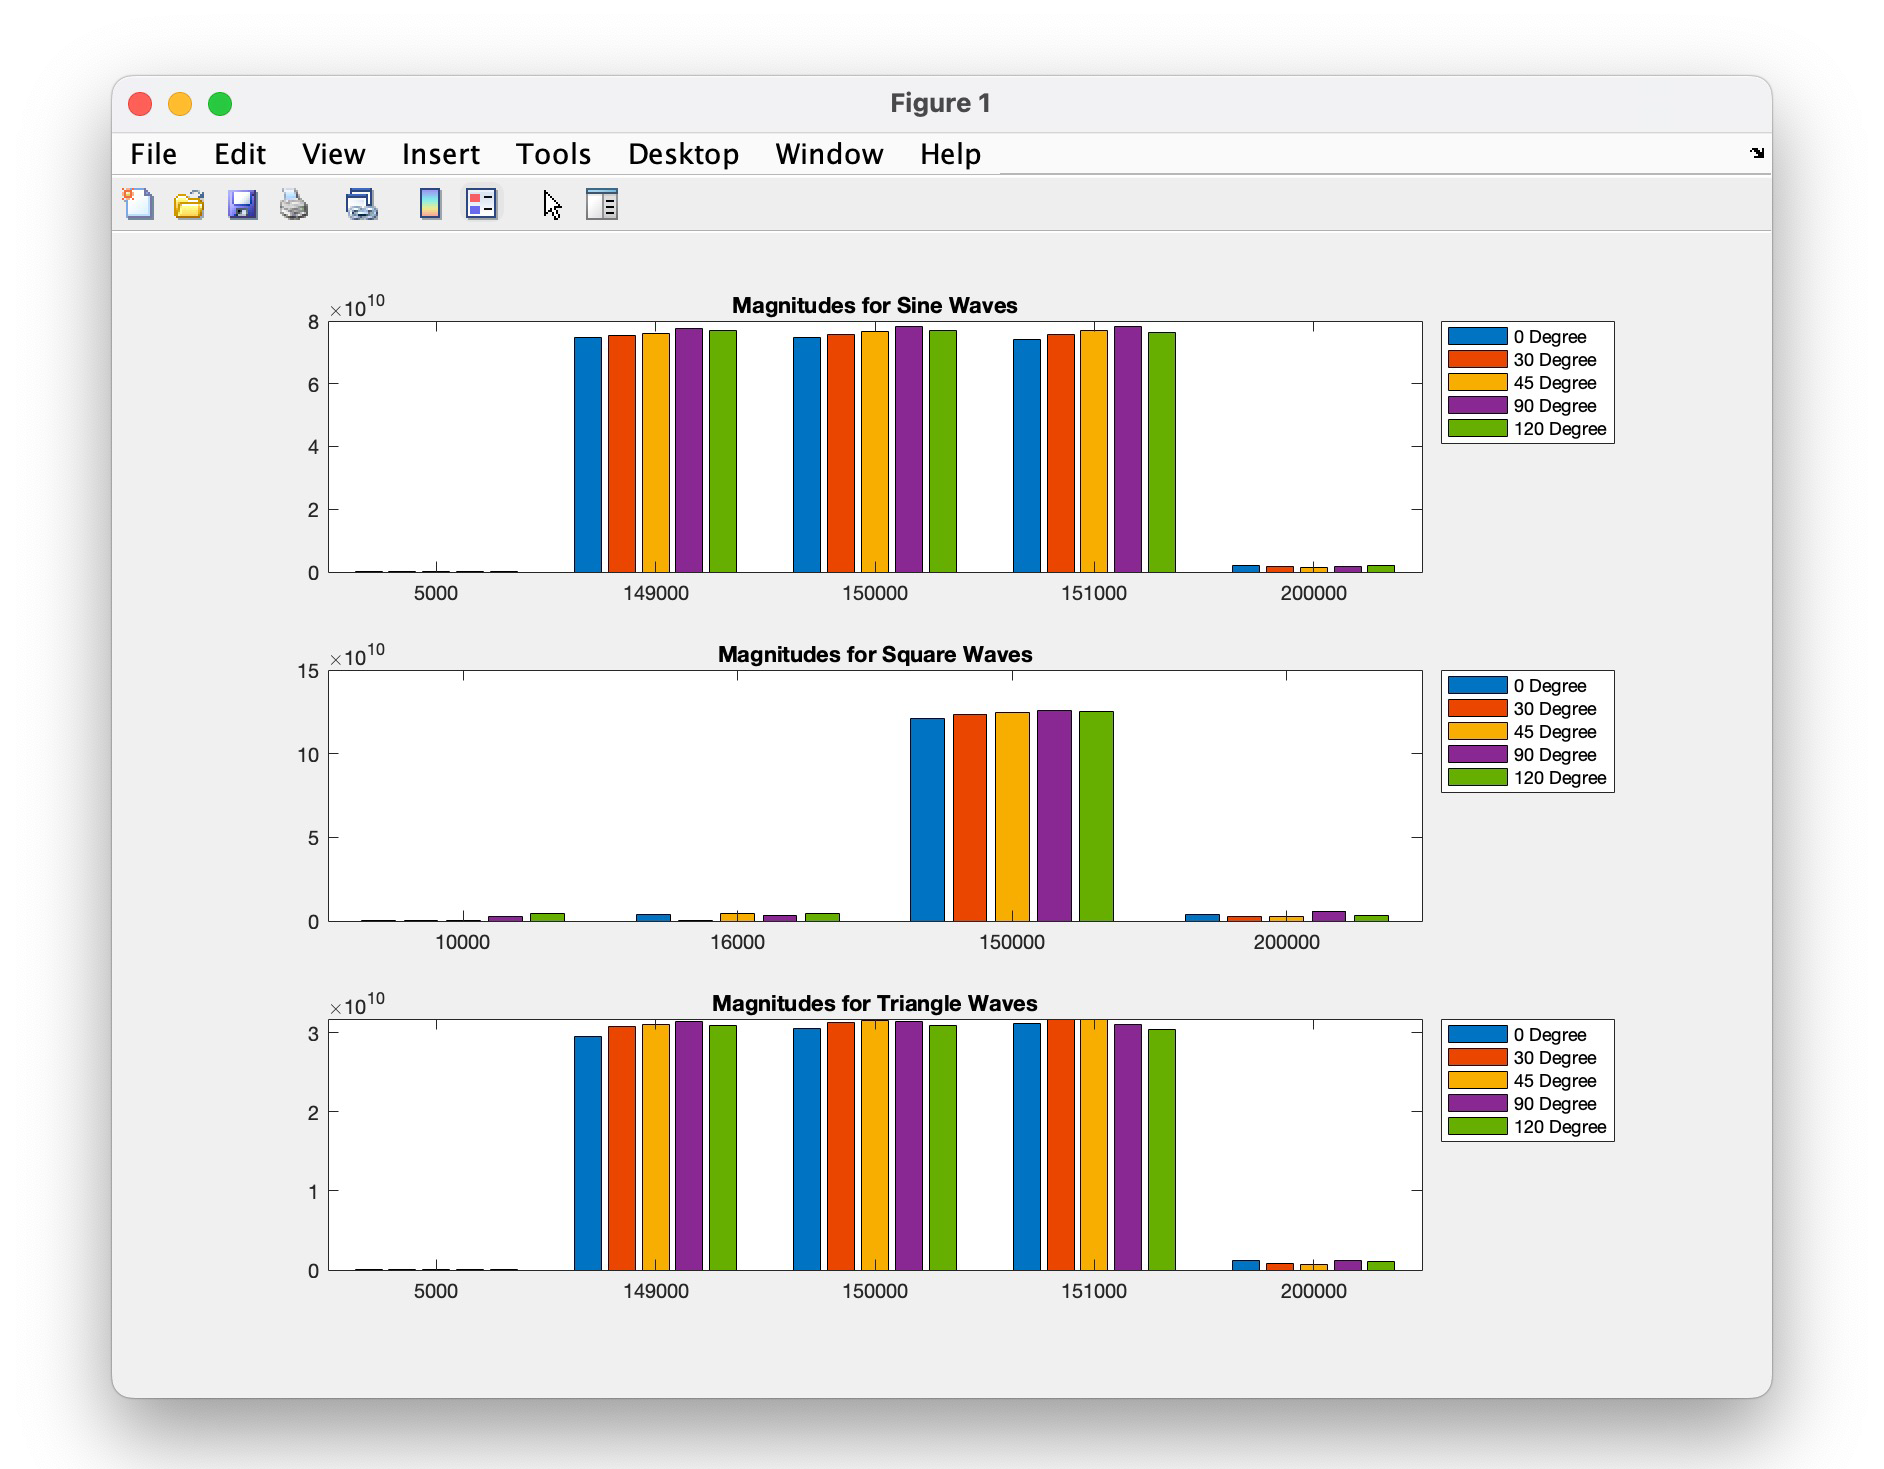 Figure 1
File Edit View Insert Tools Desktop Window Help
×10^10
Magnitudes for Sine Waves
8
6
4
2
0
5000 149000 150000 151000 200000
0 Degree
30 Degree
45 Degree
90 Degree
120 Degree
×10^10
Magnitudes for Square Waves
15
10
5
0
10000 16000 150000 200000
0 Degree
30 Degree
45 Degree
90 Degree
120 Degree
×10^10
Magnitudes for Triangle Waves
3
2
1
0
5000 149000 150000 151000 200000
0 Degree
30 Degree
45 Degree
90 Degree
120 Degree